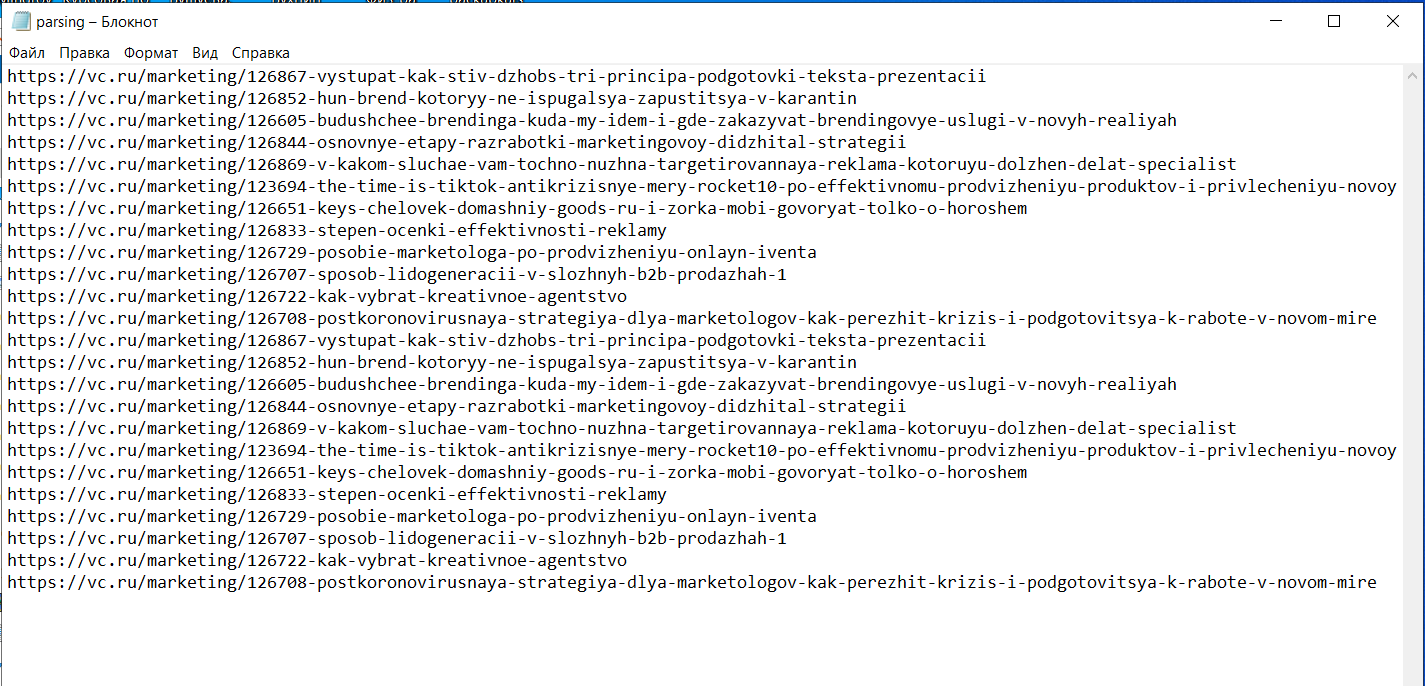 parsing – Блокнот
Файл Правка Формат Вид Справка
https://vc.ru/marketing/126867-vystupat-kak-stiv-dzhobs-tri-principa-podgotovki-teksta-prezentacii
https://vc.ru/marketing/126852-hun-brend-kotoryy-ne-ispugalsya-zapustitsya-v-karantin
https://vc.ru/marketing/126605-budushchee-brendinga-kuda-my-idem-i-gde-zakazyvat-brendingovye-uslugi-v-novyh-realiyah
https://vc.ru/marketing/126844-osnovnye-etapy-razrabotki-marketingovoy-didzhital-strategii
https://vc.ru/marketing/126869-v-kakom-sluchae-vam-tochno-nuzhna-targetirovannaya-reklama-kotoruyu-dolzhen-delat-specialist
https://vc.ru/marketing/123694-the-time-is-tiktok-antikrizisnye-mery-rocket10-po-effektivnomu-prodvizheniyu-produktov-i-privlecheniyu-novoy
https://vc.ru/marketing/126651-keys-chelovek-domashniy-goods-ru-i-zorka-mobi-govoryat-tolko-o-horoshem
https://vc.ru/marketing/126833-stepen-ocenki-effektivnosti-reklamy
https://vc.ru/marketing/126729-posobie-marketologa-po-prodvizheniyu-onlayn-iventa
https://vc.ru/marketing/126707-sposob-lidogeneracii-v-slozhnyh-b2b-prodazhah-1
https://vc.ru/marketing/126722-kak-vybrat-kreativnoe-agentstvo
https://vc.ru/marketing/126708-postkoronovirusnaya-strategiya-dlya-marketologov-kak-perezhit-krizis-i-podgotovitsya-k-rabote-v-novom-mire
https://vc.ru/marketing/126867-vystupat-kak-stiv-dzhobs-tri-principa-podgotovki-teksta-prezentacii
https://vc.ru/marketing/126852-hun-brend-kotoryy-ne-ispugalsya-zapustitsya-v-karantin
https://vc.ru/marketing/126605-budushchee-brendinga-kuda-my-idem-i-gde-zakazyvat-brendingovye-uslugi-v-novyh-realiyah
https://vc.ru/marketing/126844-osnovnye-etapy-razrabotki-marketingovoy-didzhital-strategii
https://vc.ru/marketing/126869-v-kakom-sluchae-vam-tochno-nuzhna-targetirovannaya-reklama-kotoruyu-dolzhen-delat-specialist
https://vc.ru/marketing/123694-the-time-is-tiktok-antikrizisnye-mery-rocket10-po-effektivnomu-prodvizheniyu-produktov-i-privlecheniyu-novoy
https://vc.ru/marketing/126651-keys-chelovek-domashniy-goods-ru-i-zorka-mobi-govoryat-tolko-o-horoshem
https://vc.ru/marketing/126833-stepen-ocenki-effektivnosti-reklamy
https://vc.ru/marketing/126729-posobie-marketologa-po-prodvizheniyu-onlayn-iventa
https://vc.ru/marketing/126707-sposob-lidogeneracii-v-slozhnyh-b2b-prodazhah-1
https://vc.ru/marketing/126722-kak-vybrat-kreativnoe-agentstvo
https://vc.ru/marketing/126708-postkoronovirusnaya-strategiya-dlya-marketologov-kak-perezhit-krizis-i-podgotovitsya-k-rabote-v-novom-mire